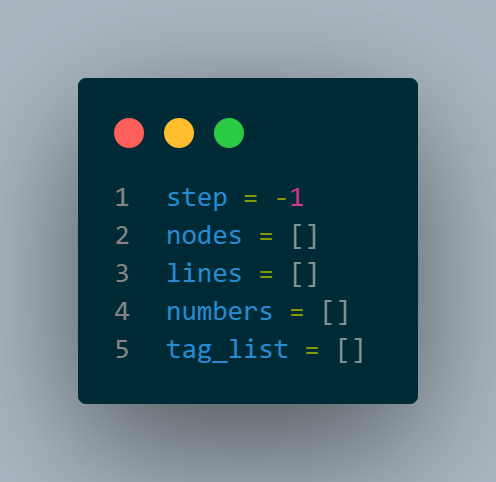 1 step = -1
2 nodes = []
3 lines = []
4 numbers = []
5 tag_list = []